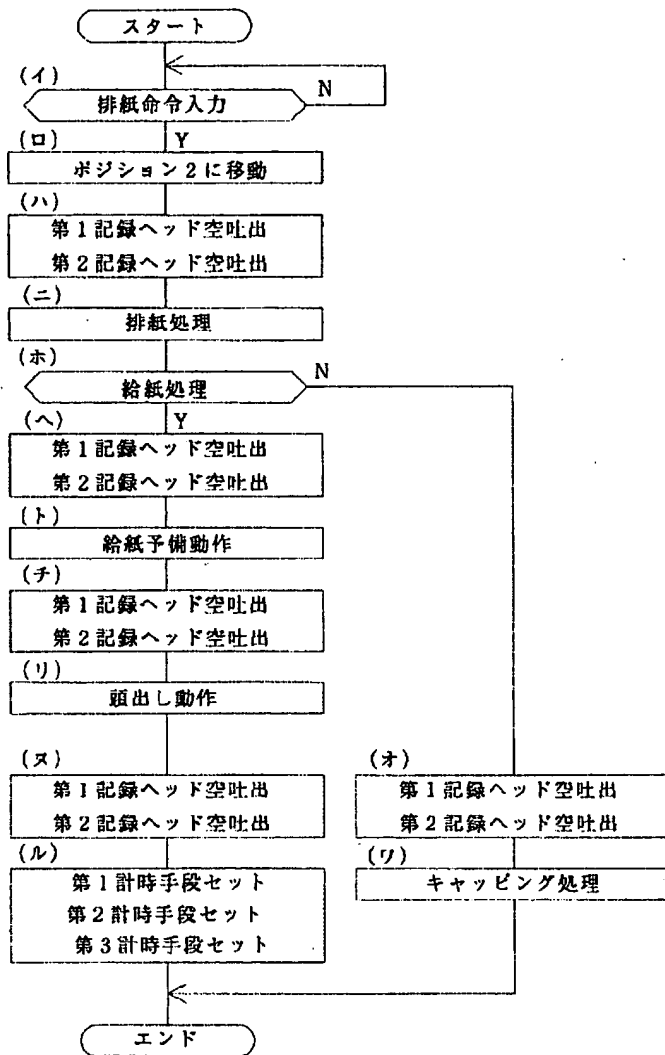 スタート
(イ)
排紙命令入力
N
Y
(ロ)
ポジション2に移動
(ハ)
第1記録ヘッド空吐出
第2記録ヘッド空吐出
(ニ)
排紙処理
(ホ)
給紙処理
N
Y
(ヘ)
第1記録ヘッド空吐出
第2記録ヘッド空吐出
(ト)
給紙予備動作
(チ)
第1記録ヘッド空吐出
第2記録ヘッド空吐出
(リ)
頭出し動作
(ヌ)
第1記録ヘッド空吐出
第2記録ヘッド空吐出
(ル)
第1計時手段セット
第2計時手段セット
第3計時手段セット
(オ)
第1記録ヘッド空吐出
第2記録ヘッド空吐出
(ワ)
キャッピング処理
エンド